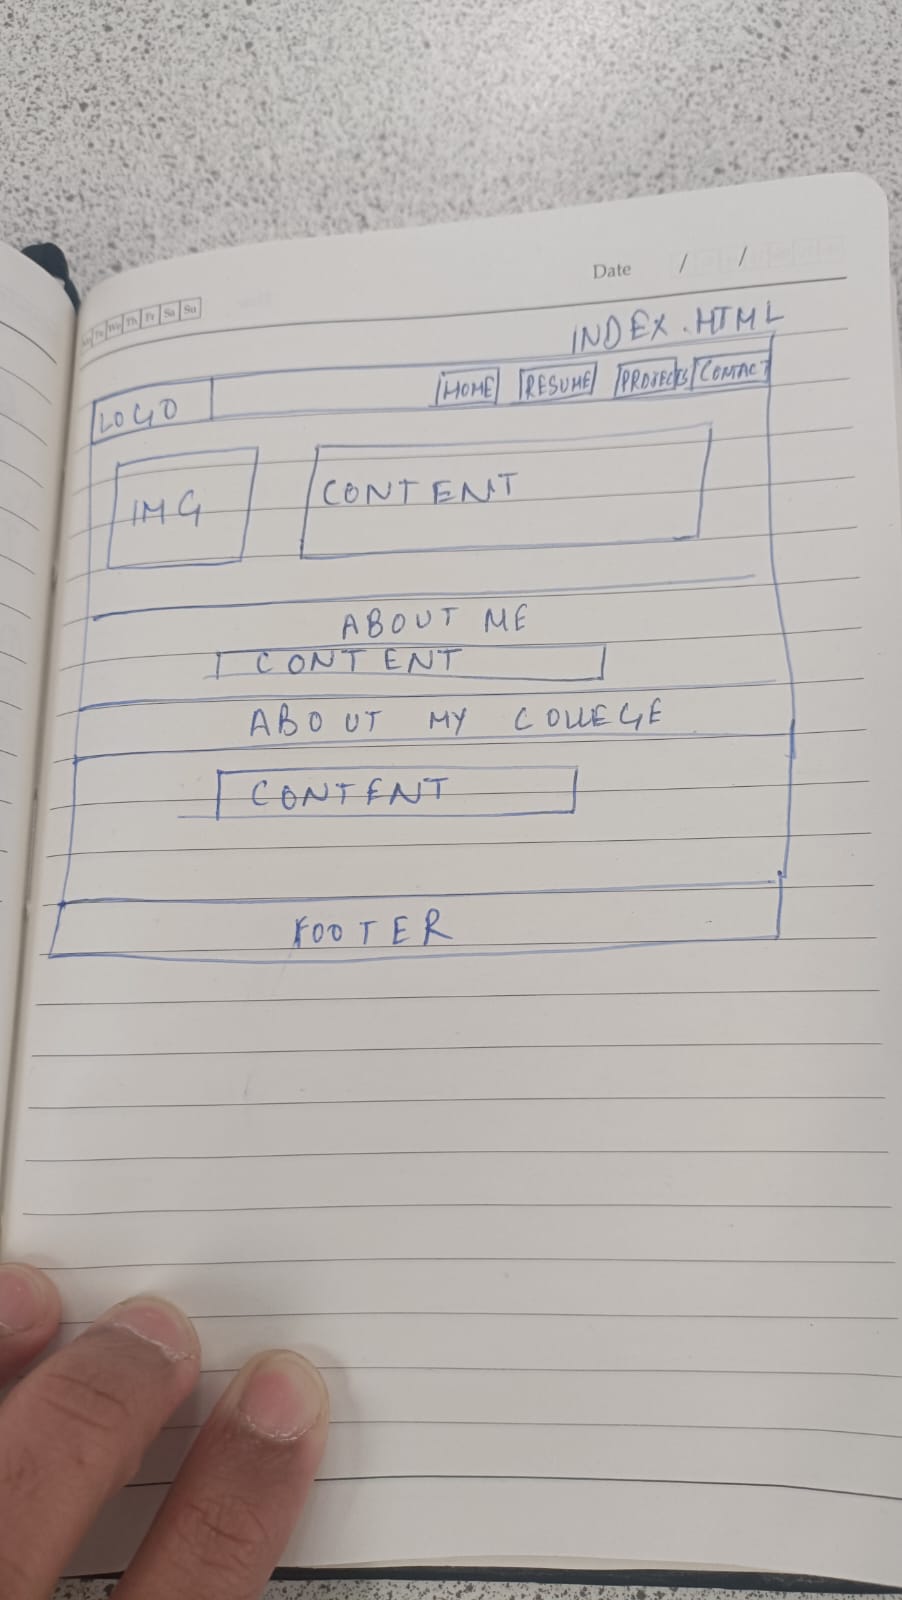 Date / /
Tu We Th Fr Sa Su
INDEX.HTML
LOGO HOME RESUME PROJECTS CONTACT
IMG CONTENT
ABOUT ME
CONTENT
ABOUT MY COLLEGE
CONTENT
FOOTER